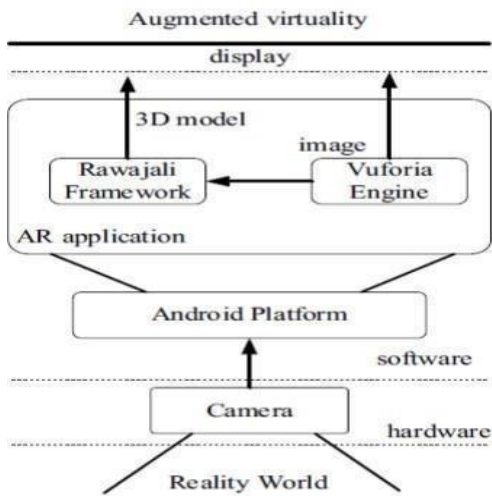 Augmented virtuality
display
3D model
image
Rawajali
Framework
Vuforia
Engine
AR application
Android Platform
software
Camera
hardware
Reality World